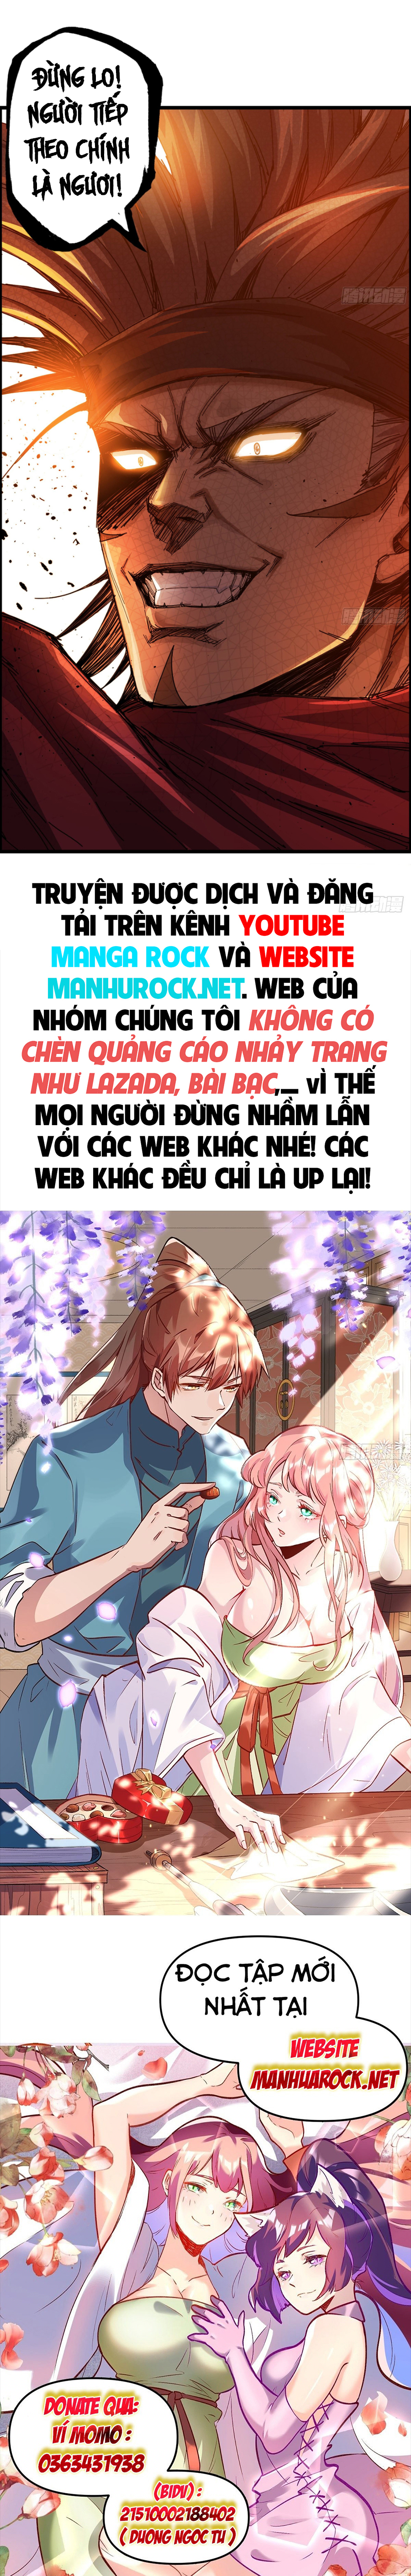 ĐỪNG LO!
NGƯỜI TIẾP
THEO CHÍNH
LÀ NGƯƠI!
TRUYỆN ĐƯỢC DỊCH VÀ ĐĂNG
TẢI TRÊN KÊNH YOUTUBE
MANGA ROCK VÀ WEBSITE
MANHUROCK.NET. WEB CỦA
NHÓM CHÚNG TÔI KHÔNG CÓ
CHÈN QUẢNG CÁO NHẢY TRANG
NHƯ LAZADA, BÀI BẠC,... VÌ THẾ
MỌI NGƯỜI ĐỪNG NHẦM LẪN
VỚI CÁC WEB KHÁC NHÉ! CÁC
WEB KHÁC ĐỀU CHỈ LÀ UP LẠI!
ĐỌC TẬP MỚI
NHẤT TẠI
WEBSITE
MANHUAROCK.NET
DONATE QUA:
VÍ MOMO :
0363431938
(BIDV) :
21510002188402
( DUONG NGOC TU )